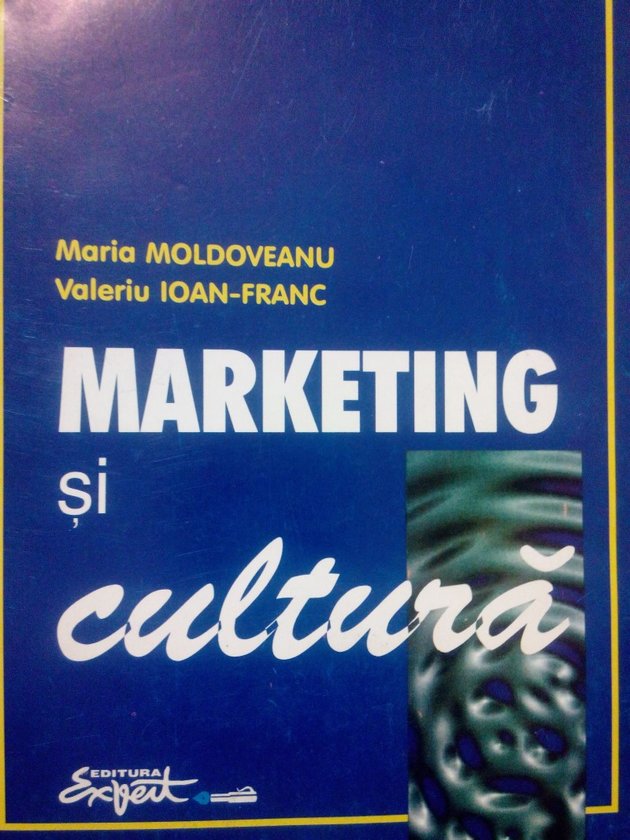 Maria MOLDOVEANU
Valeriu IOAN-FRANC
MARKETING
și
cultură
EDITURA
Expert